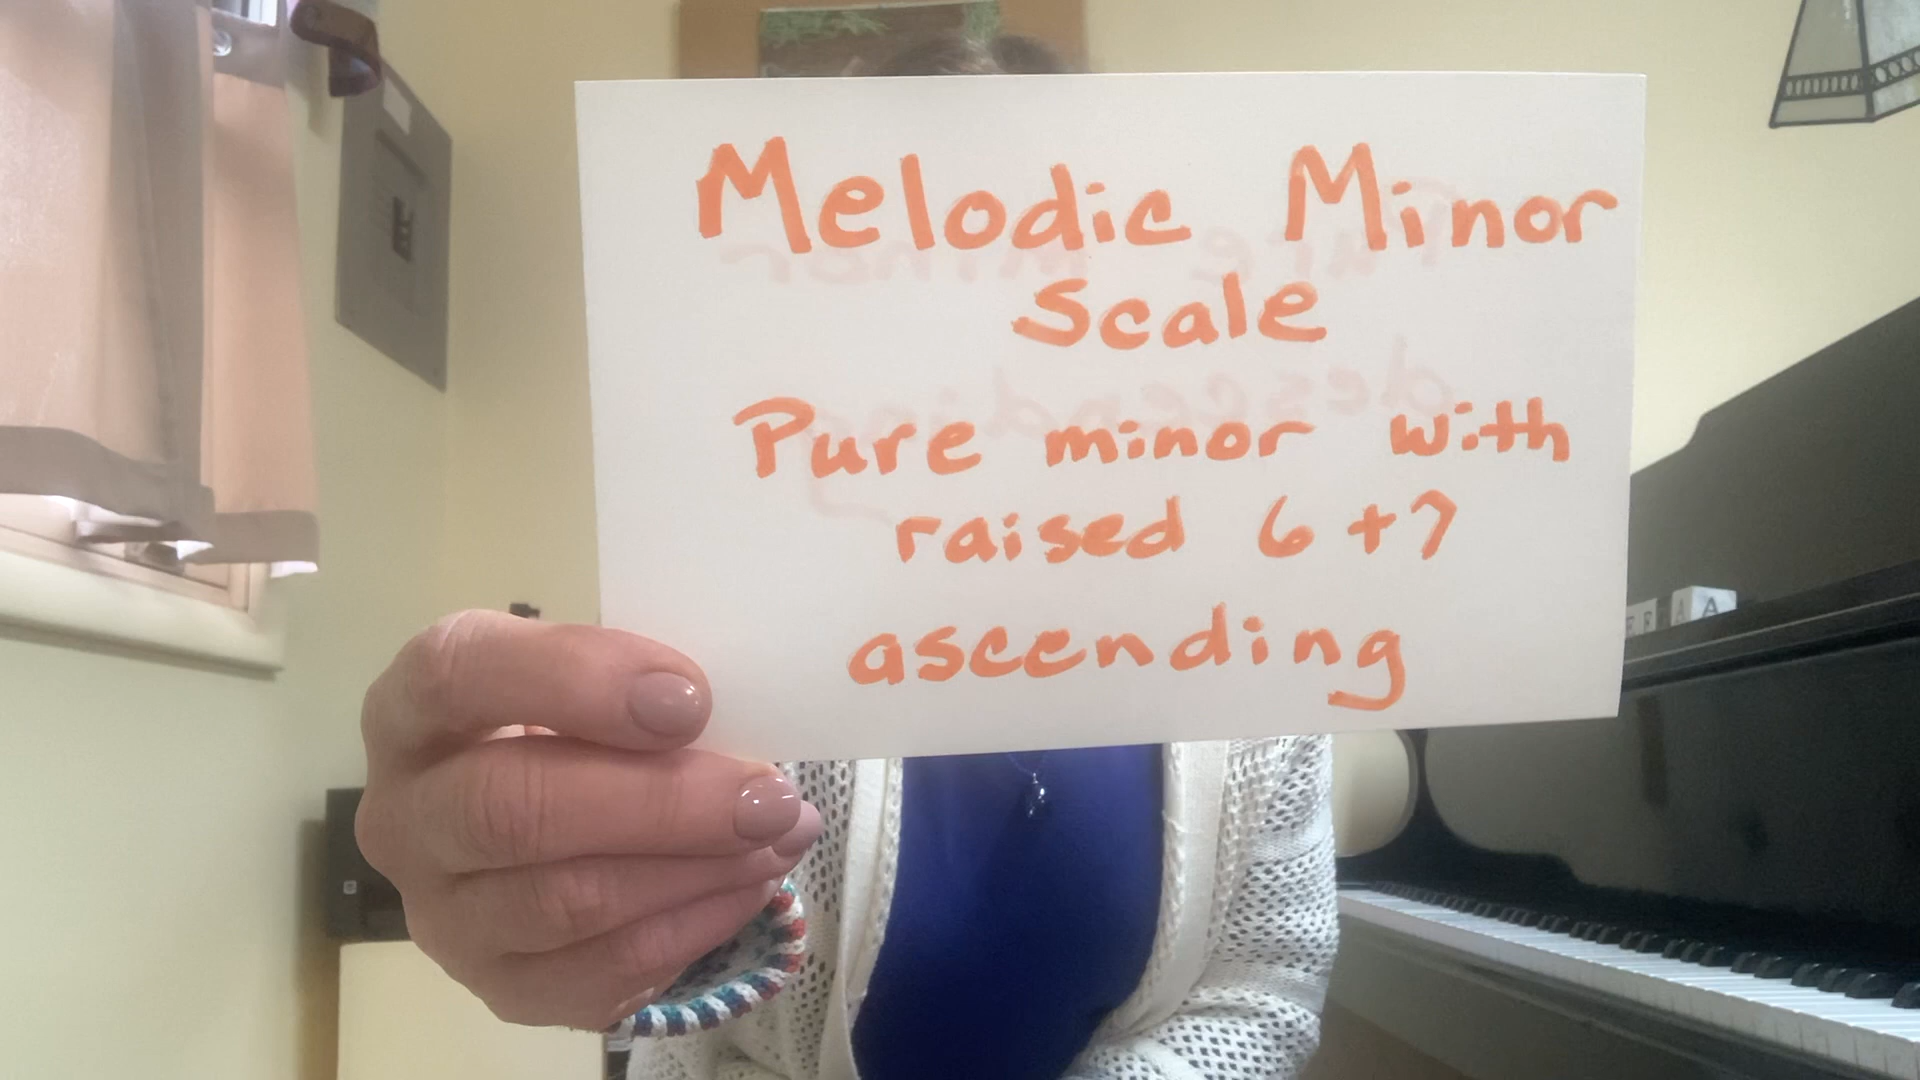 Melodic Minor
Scale
Pure minor with
raised 6+7
ascending
A